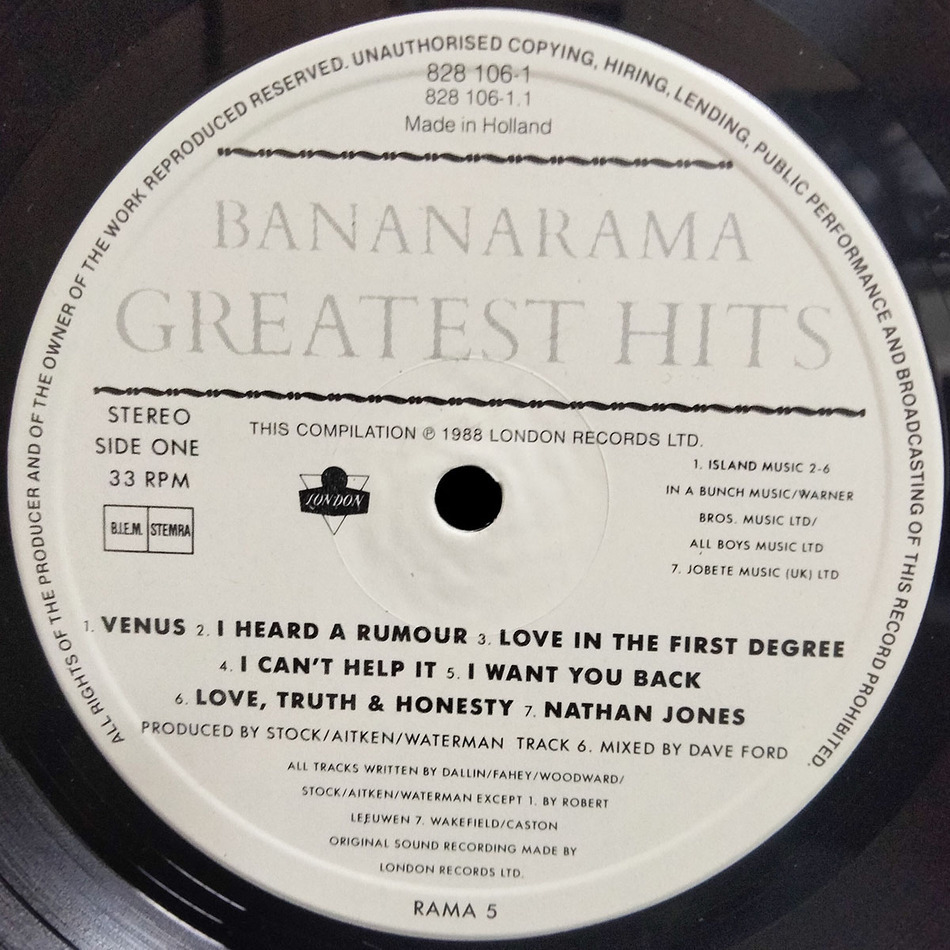 ALL RIGHTS OF THE PRODUCER AND OF THE OWNER OF THE WORK REPRODUCED RESERVED. UNAUTHORISED COPYING, HIRING, LENDING, PUBLIC PERFORMANCE AND BROADCASTING OF THIS RECORD PROHIBITED.
828 106-1
828 106-1.1
Made in Holland
BANANARAMA
GREATEST HITS
STEREO
SIDE ONE
33 RPM
B.I.E.M. STEMRA
THIS COMPILATION ℗ 1988 LONDON RECORDS LTD.
LONDON
1. ISLAND MUSIC 2-6
IN A BUNCH MUSIC/WARNER
BROS. MUSIC LTD/
ALL BOYS MUSIC LTD
7. JOBETE MUSIC (UK) LTD
1. VENUS 2. I HEARD A RUMOUR 3. LOVE IN THE FIRST DEGREE
4. I CAN'T HELP IT 5. I WANT YOU BACK
6. LOVE, TRUTH & HONESTY 7. NATHAN JONES
PRODUCED BY STOCK/AITKEN/WATERMAN TRACK 6. MIXED BY DAVE FORD
ALL TRACKS WRITTEN BY DALLIN/FAHEY/WOODWARD/
STOCK/AITKEN/WATERMAN EXCEPT 1. BY ROBERT
LEEUWEN 7. WAKEFIELD/CASTON
ORIGINAL SOUND RECORDING MADE BY
LONDON RECORDS LTD.
RAMA 5